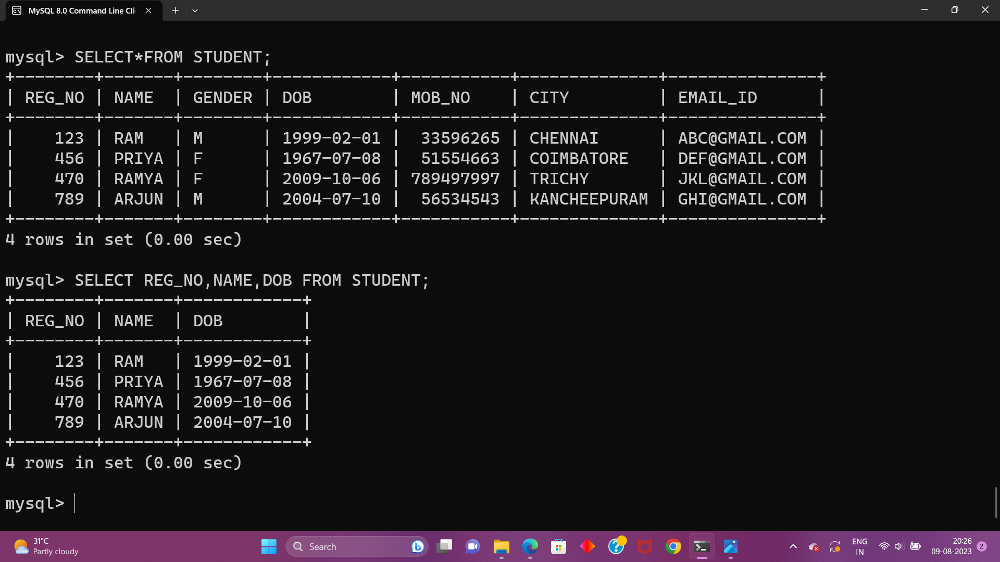 MySQL 8.0 Command Line Cli
mysql> SELECT*FROM STUDENT;
+--------+-------+--------+------------+-----------+--------------+---------------+
| REG_NO | NAME  | GENDER | DOB        | MOB_NO    | CITY         | EMAIL_ID      |
+--------+-------+--------+------------+-----------+--------------+---------------+
|    123 | RAM   | M      | 1999-02-01 |  33596265 | CHENNAI      | ABC@GMAIL.COM |
|    456 | PRIYA | F      | 1967-07-08 |  51554663 | COIMBATORE   | DEF@GMAIL.COM |
|    470 | RAMYA | F      | 2009-10-06 | 789497997 | TRICHY       | JKL@GMAIL.COM |
|    789 | ARJUN | M      | 2004-07-10 |  56534543 | KANCHEEPURAM | GHI@GMAIL.COM |
+--------+-------+--------+------------+-----------+--------------+---------------+
4 rows in set (0.00 sec)
mysql> SELECT REG_NO,NAME,DOB FROM STUDENT;
+--------+-------+------------+
| REG_NO | NAME  | DOB        |
+--------+-------+------------+
|    123 | RAM   | 1999-02-01 |
|    456 | PRIYA | 1967-07-08 |
|    470 | RAMYA | 2009-10-06 |
|    789 | ARJUN | 2004-07-10 |
+--------+-------+------------+
4 rows in set (0.00 sec)
mysql>
31°C
Partly cloudy
Search
ENG
IN
20:26
09-08-2023
2